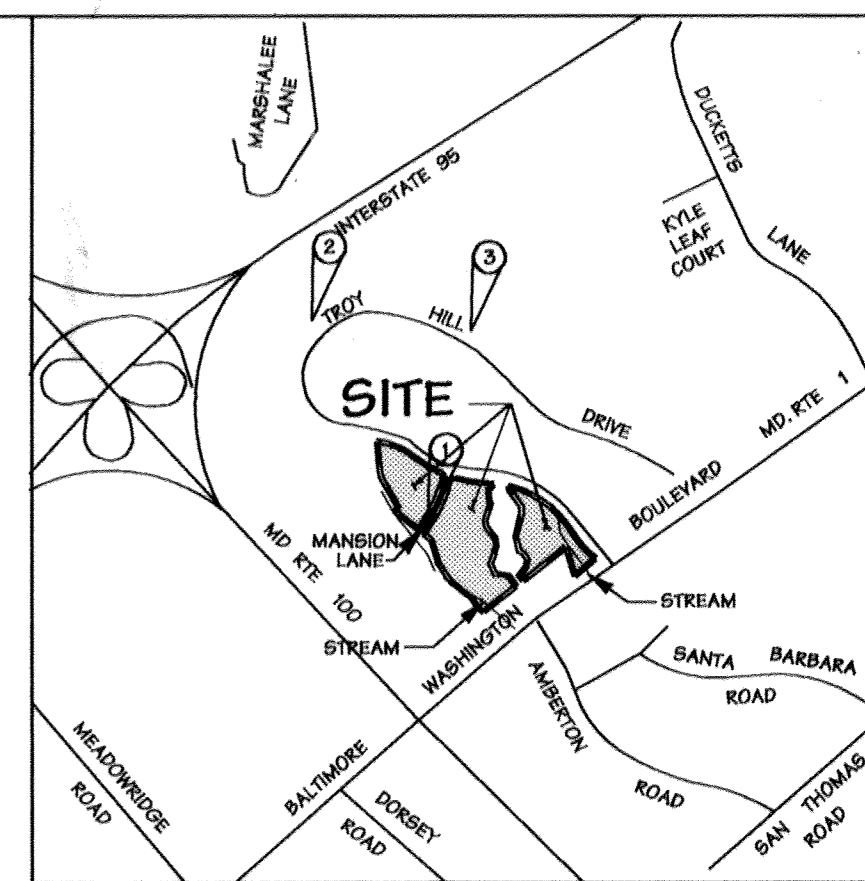 MARSHALEE
LANE
INTERSTATE 95
DUCKETTS
LANE
KYLE
LEAF
COURT
2
3
TROY
HILL
DRIVE
SITE
1
MD. RTE 1
BOULEVARD
MANSION
LANE
MD RTE 100
STREAM
STREAM
WASHINGTON
SANTA BARBARA
ROAD
AMBERTON
ROAD
SAN THOMAS
ROAD
MEADOWRIDGE
ROAD
BALTIMORE
DORSEY
ROAD